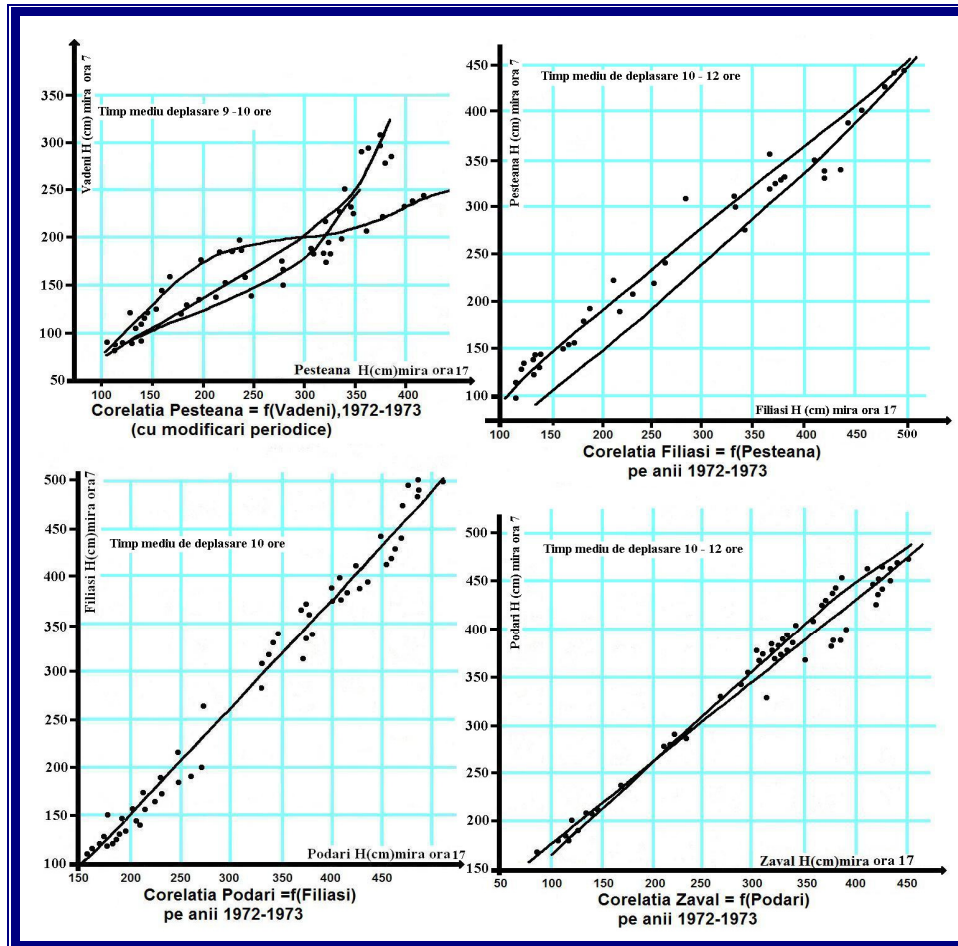 Vadeni H (cm) mira ora 7
350
300
250
200
150
100
50
Timp mediu deplasare 9 -10 ore
Pesteana H(cm)mira ora17
100 150 200 250 300 350 400
Corelatia Pesteana = f(Vadeni),1972-1973
(cu modificari periodice)
Pesteana H (cm) mira ora 7
450
400
350
300
250
200
150
100
Timp mediu de deplasare 10 - 12 ore
Filiasi H (cm) mira ora 17
100 150 200 250 300 350 400 450 500
Corelatia Filiasi = f(Pesteana)
pe anii 1972-1973
Filiasi H(cm)mira ora7
500
450
400
350
300
250
200
150
100
Timp mediu de deplasare 10 ore
Podari H(cm)mira ora 17
150 200 250 300 350 400 450
Corelatia Podari =f(Filiasi)
pe anii 1972-1973
Podari H (cm) mira ora 7
500
450
400
350
300
250
200
150
Timp mediu de deplasare 10 - 12 ore
Zaval H(cm)mira ora 17
50 100 150 200 250 300 350 400 450
Corelatia Zaval = f(Podari)
pe anii 1972-1973